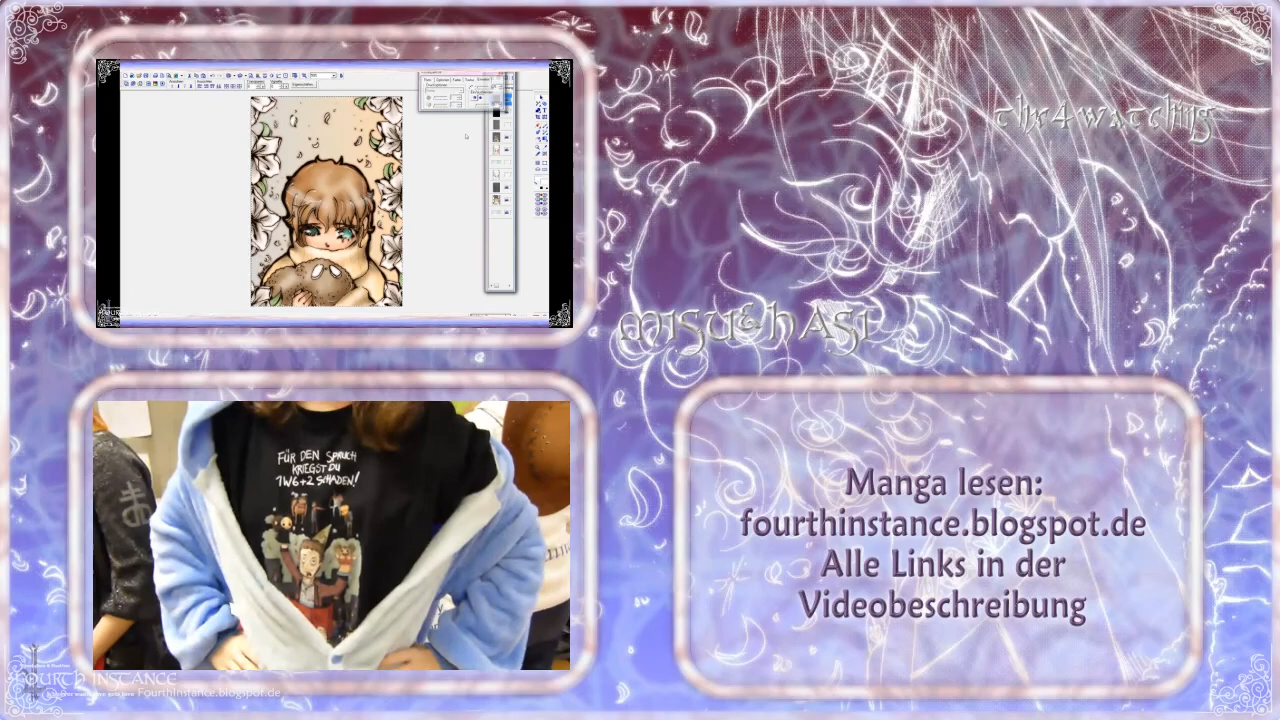 thx4watching
MISU&HASI
FÜR DEN SPRUCH
KRIEGST DU
1W6+2 SCHADEN!
Manga lesen:
fourthinstance.blogspot.de
Alle Links in der
Videobeschreibung
FOURTH INSTANCE
FourthInstance.blogspot.de